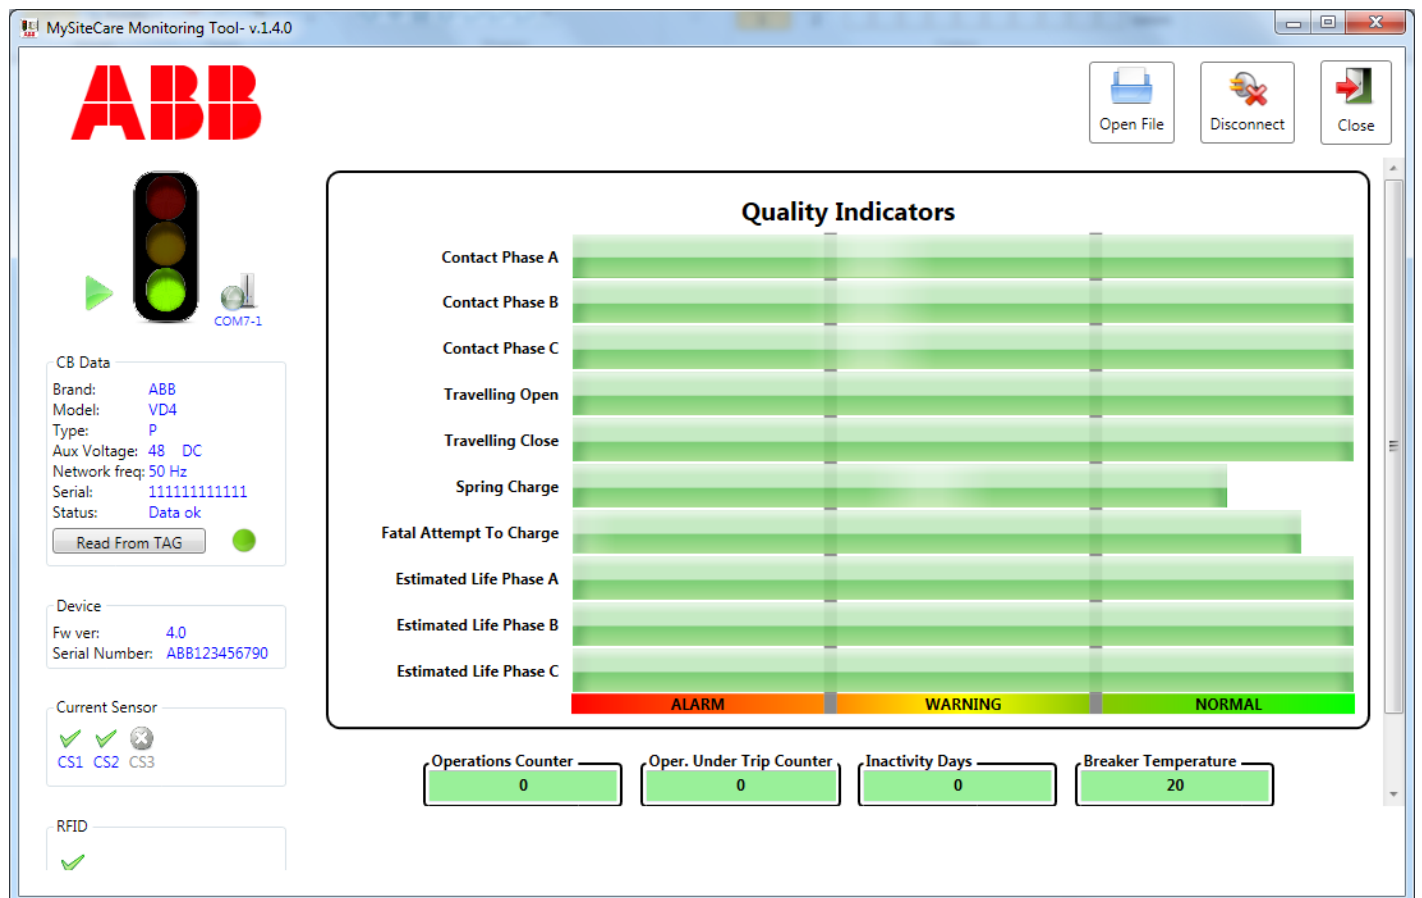 MySiteCare Monitoring Tool- v.1.4.0
ABB
Open File
Disconnect
Close
COM7-1
CB Data
Brand: ABB
Model: VD4
Type: P
Aux Voltage: 48 DC
Network freq: 50 Hz
Serial: 111111111111
Status: Data ok
Read From TAG
Device
Fw ver: 4.0
Serial Number: ABB123456790
Current Sensor
CS1 CS2 CS3
RFID
Quality Indicators
Contact Phase A
Contact Phase B
Contact Phase C
Travelling Open
Travelling Close
Spring Charge
Fatal Attempt To Charge
Estimated Life Phase A
Estimated Life Phase B
Estimated Life Phase C
ALARM WARNING NORMAL
Operations Counter
0
Oper. Under Trip Counter
0
Inactivity Days
0
Breaker Temperature
20